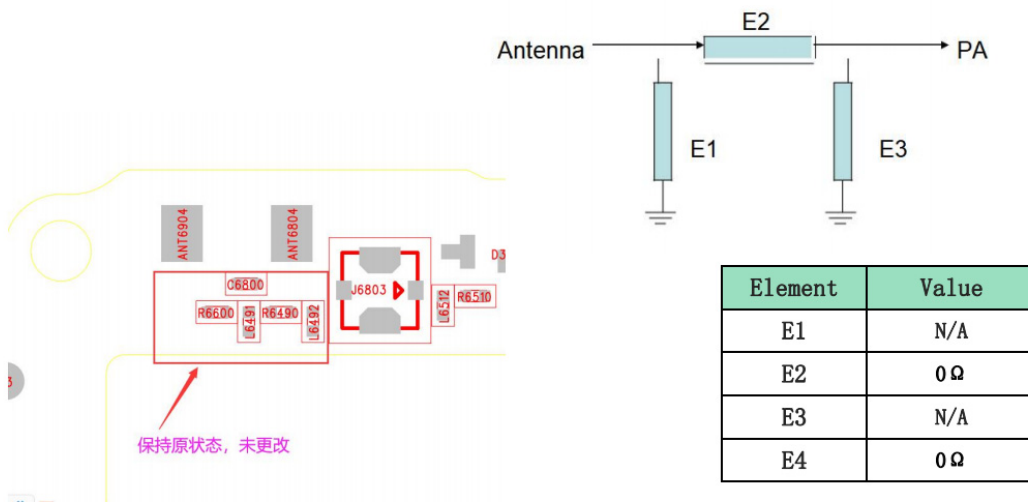 E2
Antenna
PA
E1
E3
ANT6904
ANT6804
D3
C6800
J6803
R6600
L6491
R6490
L6492
L6512
R6510
3
保持原状态，未更改
Element Value
E1 N/A
E2 0Ω
E3 N/A
E4 0Ω